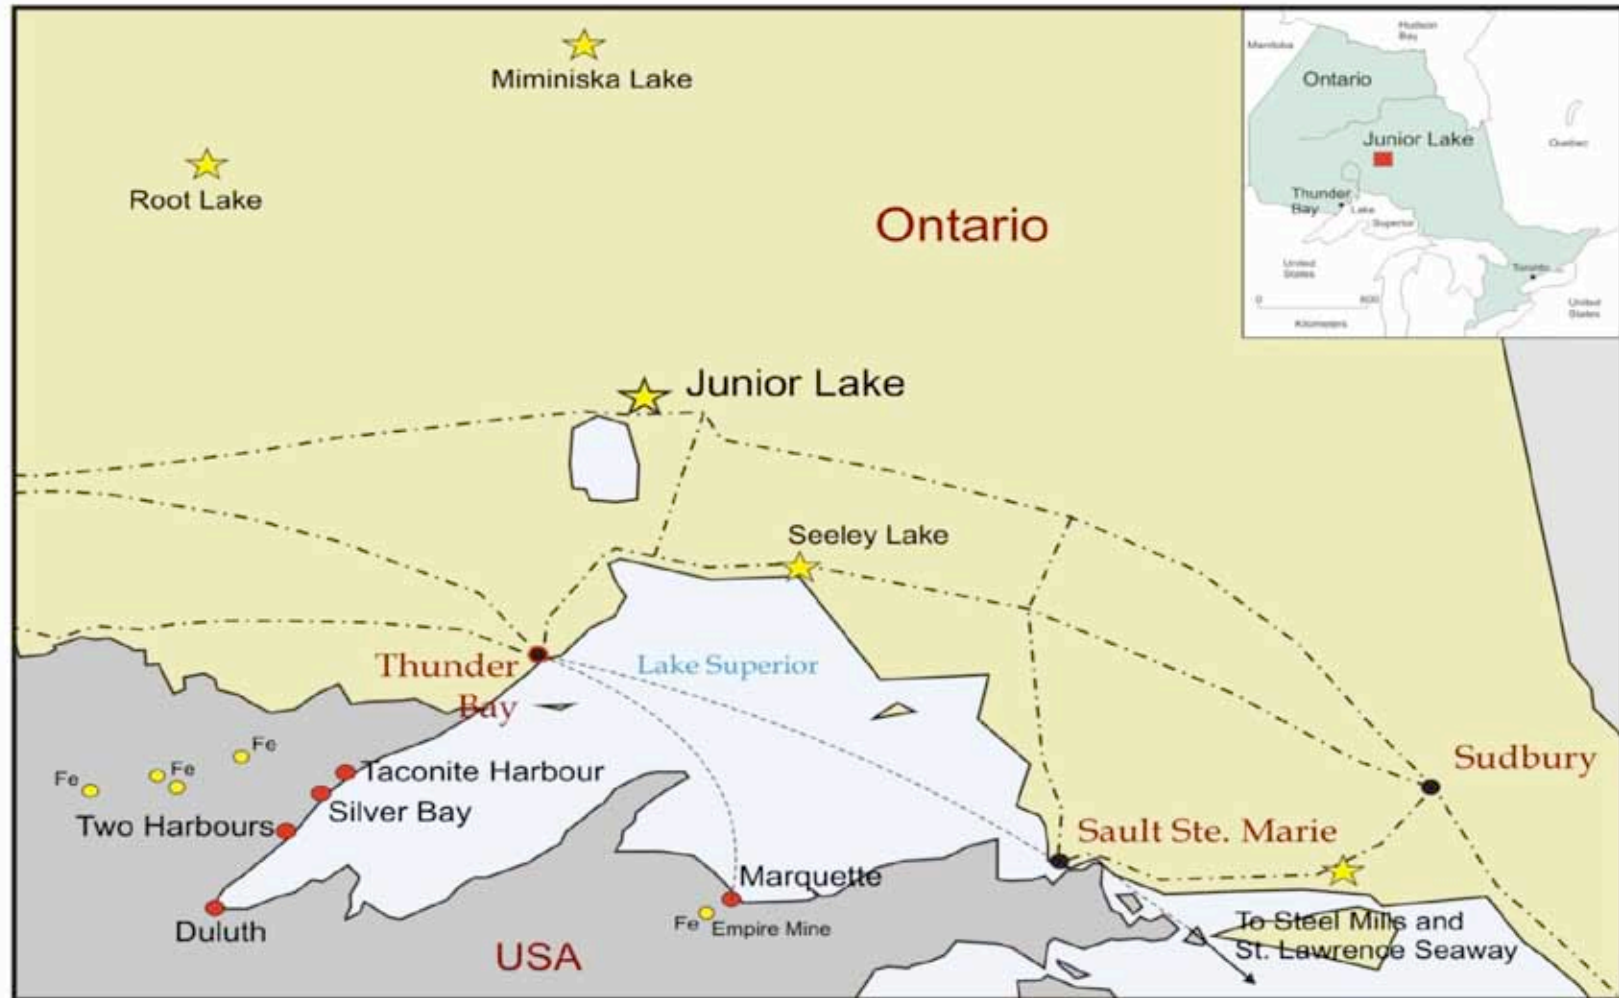 Miminiska Lake
Root Lake
Ontario
Junior Lake
Seeley Lake
Thunder
Bay
Lake Superior
Fe
Fe
Fe
Taconite Harbour
Silver Bay
Two Harbours
Duluth
Marquette
Fe
Empire Mine
USA
Sault Ste. Marie
Sudbury
To Steel Mills and
St. Lawrence Seaway
Hudson
Bay
Manitoba
Ontario
Junior Lake
Quebec
Thunder
Bay
Lake
Superior
United
States
Toronto
0
600
Kilometers
United
States